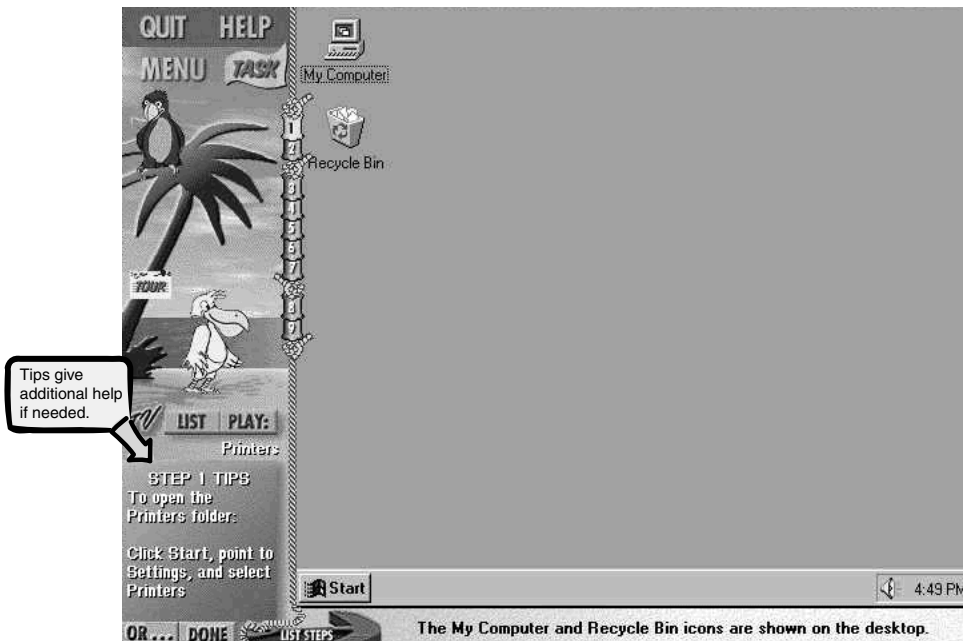 QUIT HELP
MENU TASK
My Computer
Recycle Bin
1
2
3
4
5
6
7
8
9
TOUR
Tips give
additional help
if needed.
TV LIST PLAY:
Printers
STEP 1 TIPS
To open the
Printers folder:
Click Start, point to
Settings, and select
Printers
Start
4:49 PM
OR... DONE LIST STEPS
The My Computer and Recycle Bin icons are shown on the desktop.